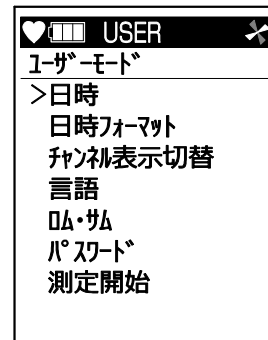 USER
ユーザーモード
>日時
日時フォーマット
チャンネル表示切替
言語
ロム・サム
パスワード
測定開始